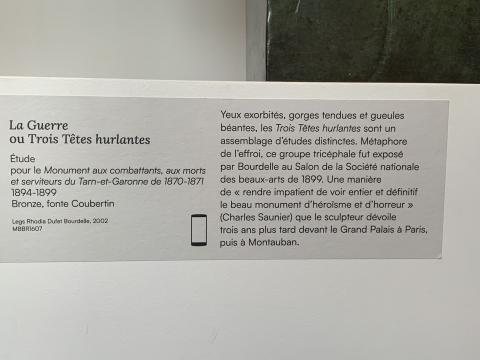 La Guerre
ou Trois Têtes hurlantes
Étude
pour le Monument aux combattants, aux morts
et serviteurs du Tarn-et-Garonne de 1870-1871
1894-1899
Bronze, fonte Coubertin
Legs Rhodia Dufet Bourdelle, 2002
MBBR1607
Yeux exorbités, gorges tendues et gueules
béantes, les Trois Têtes hurlantes sont un
assemblage d'études distinctes. Métaphore
de l'effroi, ce groupe tricéphale fut exposé
par Bourdelle au Salon de la Société nationale
des beaux-arts de 1899. Une manière
de « rendre impatient de voir entier et définitif
le beau monument d'héroïsme et d'horreur »
(Charles Saunier) que le sculpteur dévoile
trois ans plus tard devant le Grand Palais à Paris,
puis à Montauban.